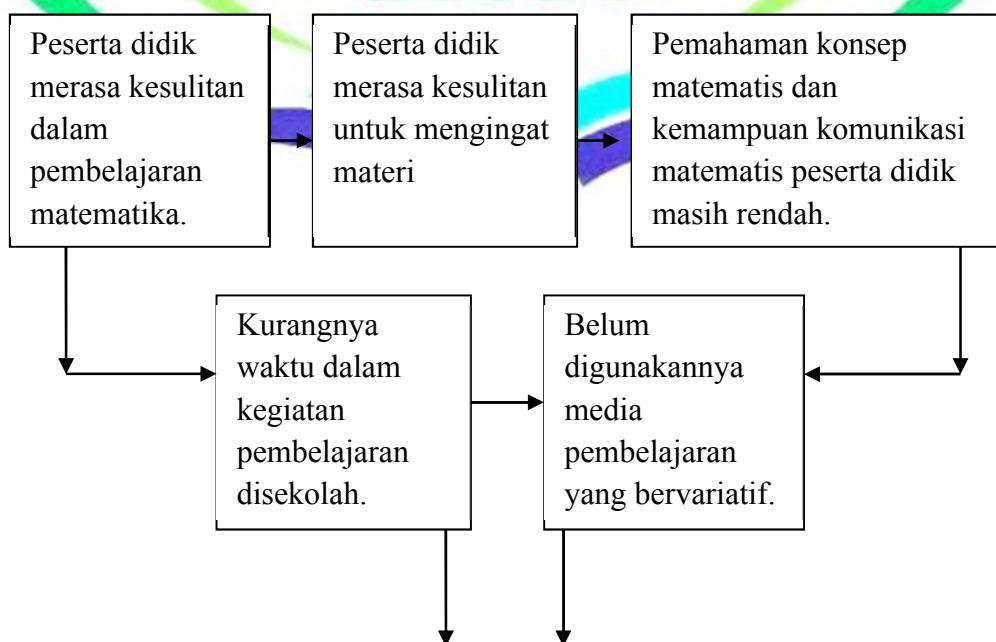 Peserta didik
merasa kesulitan
dalam
pembelajaran
matematika.
Peserta didik
merasa kesulitan
untuk mengingat
materi
Pemahaman konsep
matematis dan
kemampuan komunikasi
matematis peserta didik
masih rendah.
Kurangnya
waktu dalam
kegiatan
pembelajaran
disekolah.
Belum
digunakannya
media
pembelajaran
yang bervariatif.